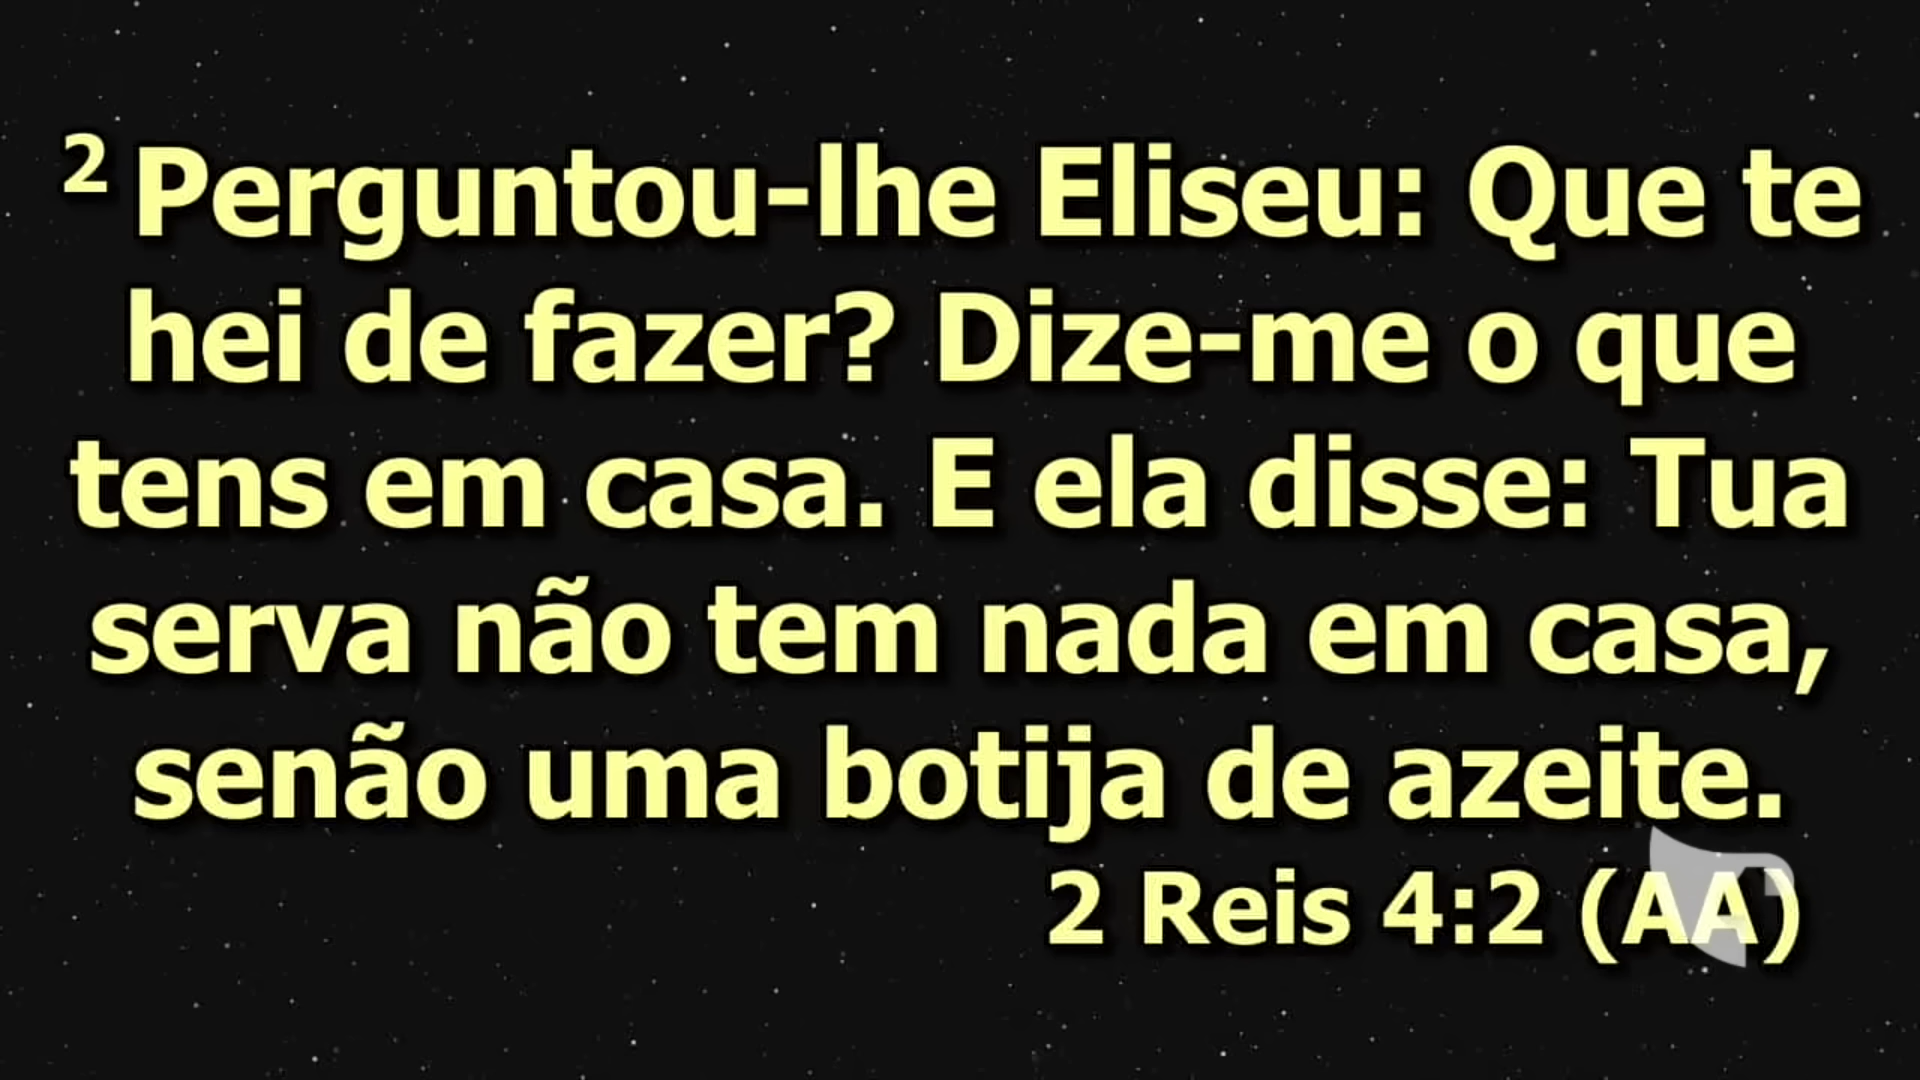 2 Perguntou-lhe Eliseu: Que te
hei de fazer? Dize-me o que
tens em casa. E ela disse: Tua
serva não tem nada em casa,
senão uma botija de azeite.
2 Reis 4:2 (AA)